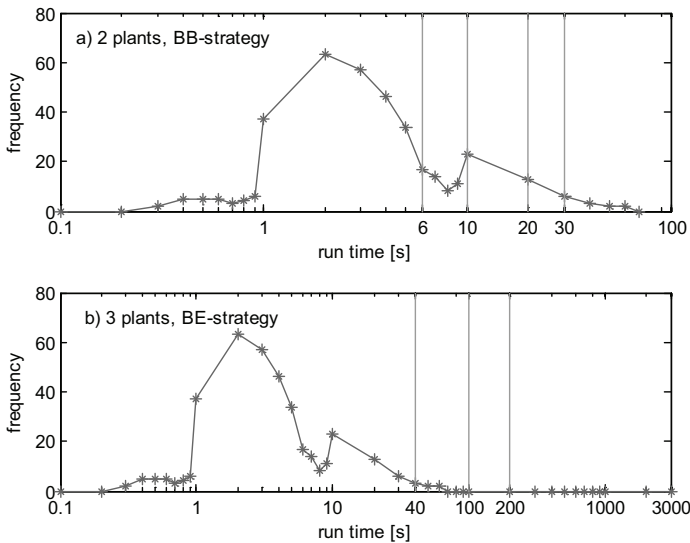 80
a) 2 plants, BB-strategy
60
40
20
0
frequency
0.1 1 6 10 20 30 100
run time [s]
80
b) 3 plants, BE-strategy
60
40
20
0
frequency
0.1 1 10 40 100 200 1000 3000
run time [s]